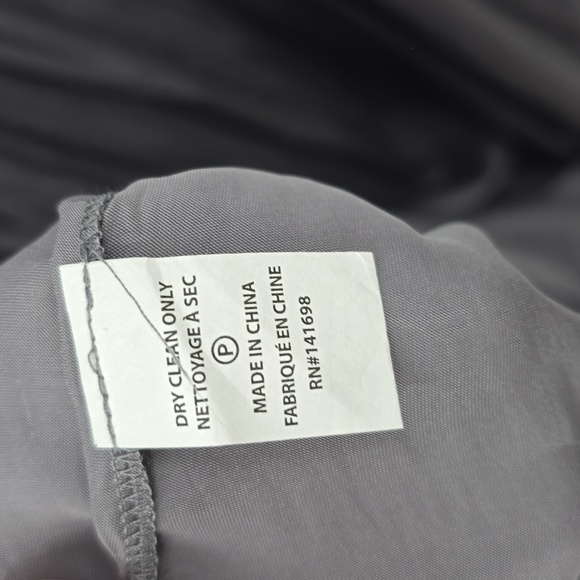 DRY CLEAN ONLY
NETTOYAGE À SEC
P
MADE IN CHINA
FABRIQUÉ EN CHINE
RN#141698